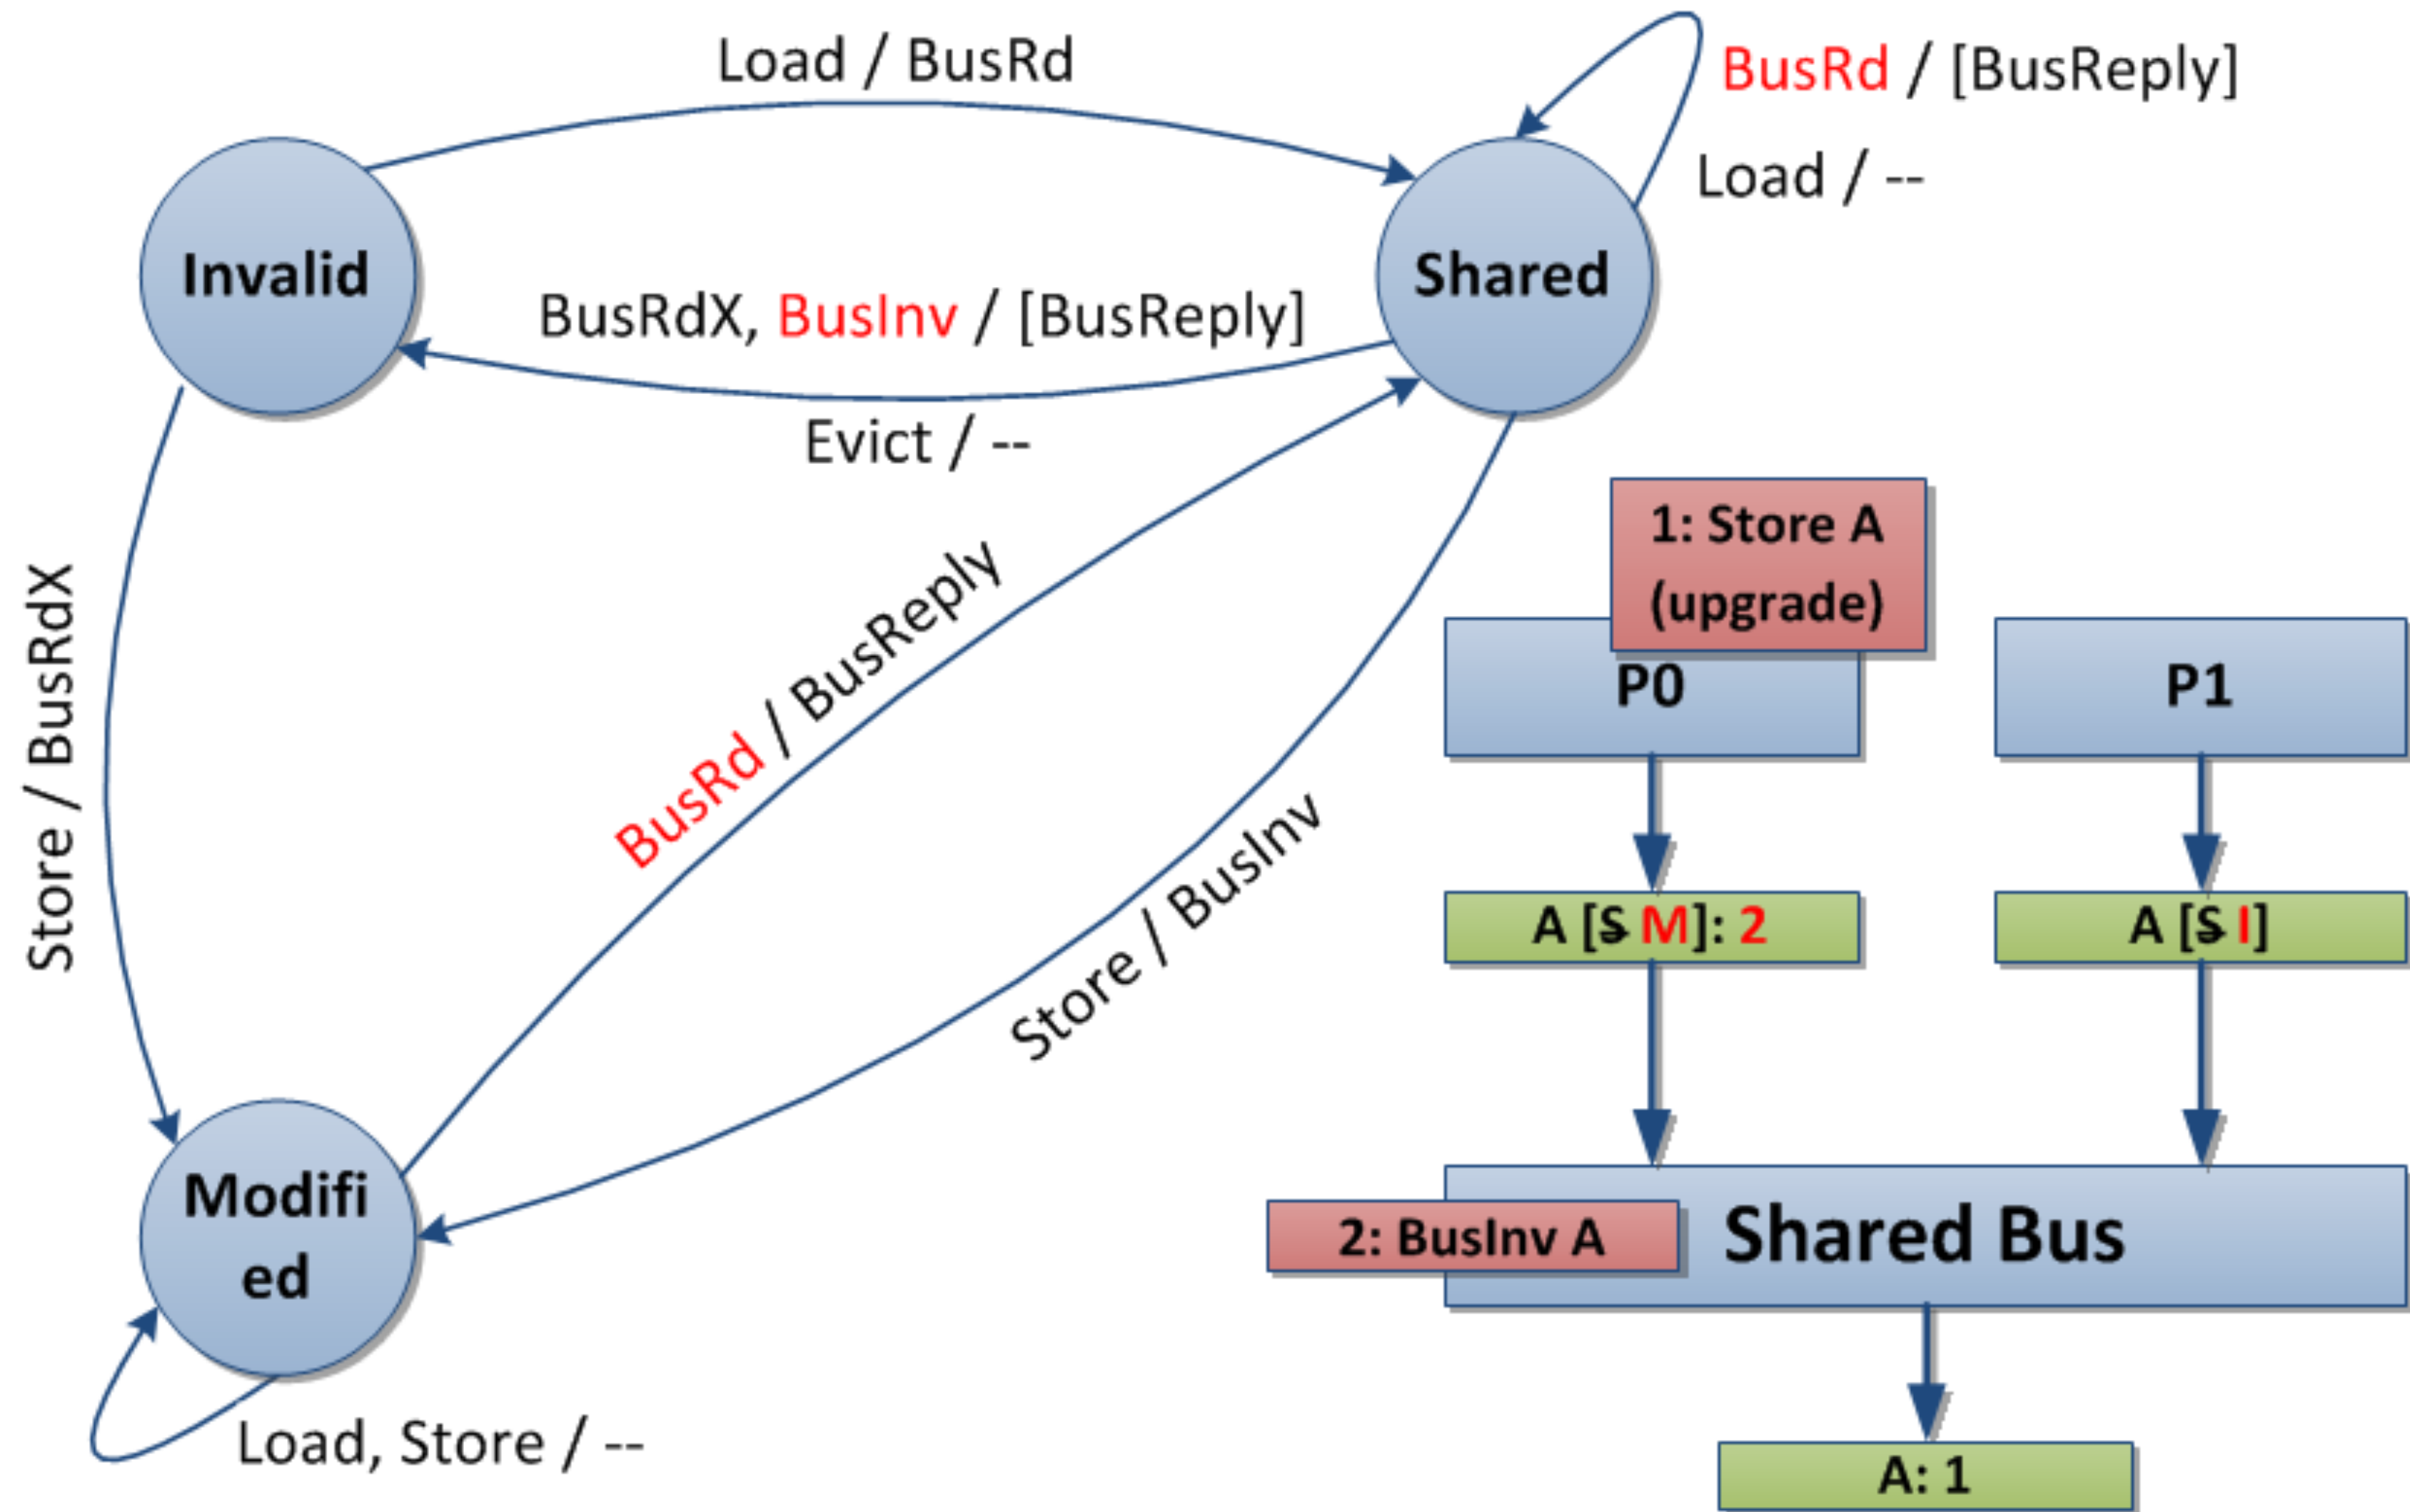 Load / BusRd
BusRd / [BusReply]
Load / --
Invalid
Shared
BusRdX, BusInv / [BusReply]
Evict / --
Store / BusRdX
BusRd / BusReply
Store / BusInv
1: Store A
(upgrade)
P0
P1
A [S M]: 2
A [S I]
Modifi
ed
2: BusInv A
Shared Bus
Load, Store / --
A: 1